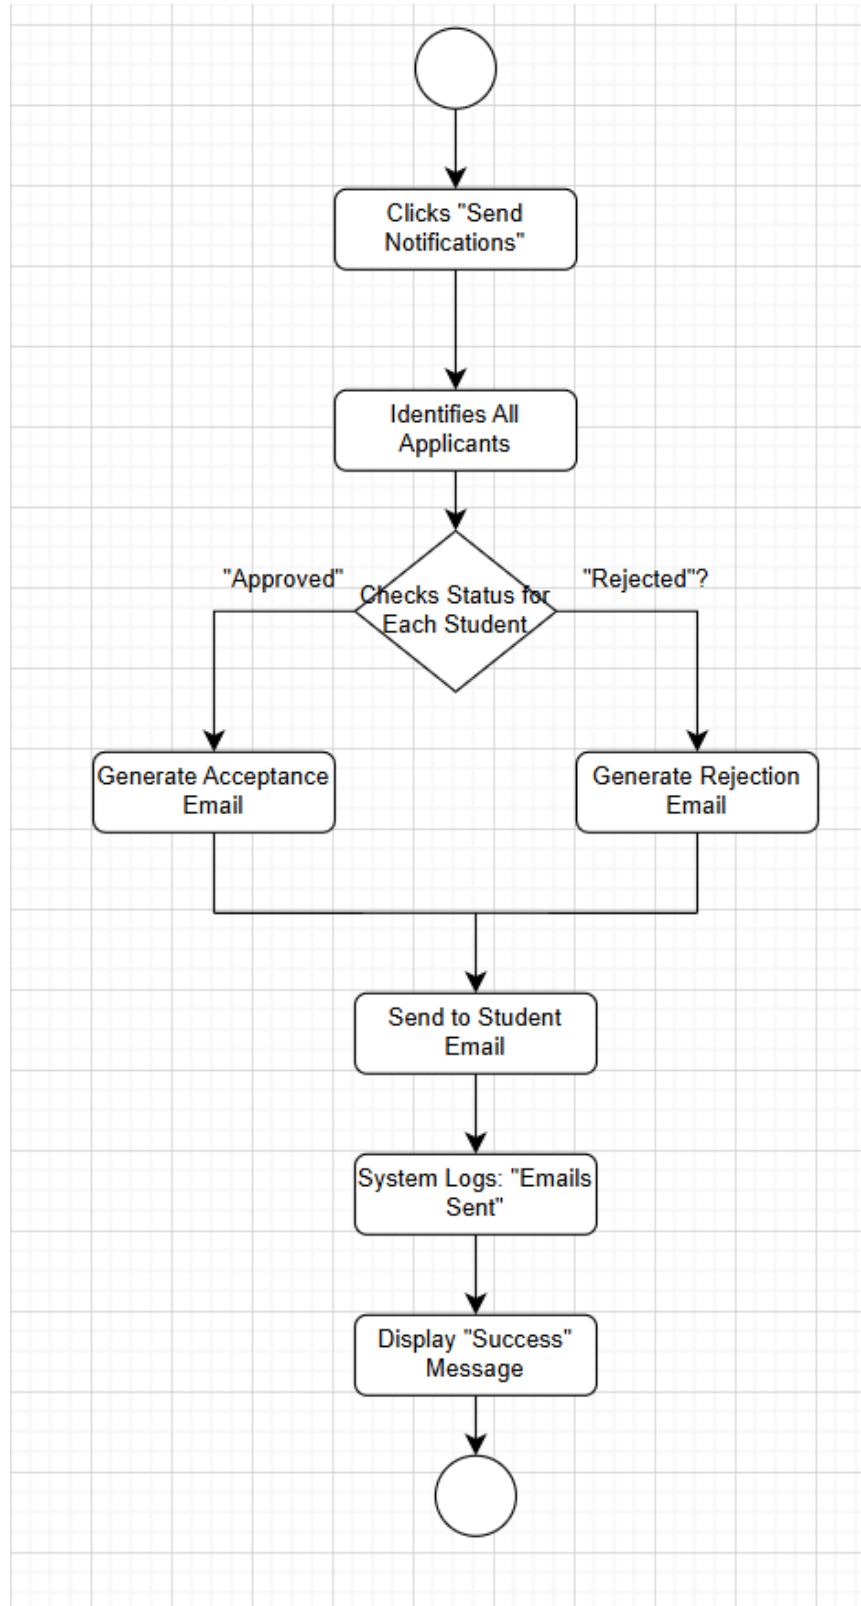 Clicks "Send
Notifications"
Identifies All
Applicants
"Approved"
"Rejected"?
Checks Status for
Each Student
Generate Acceptance
Email
Generate Rejection
Email
Send to Student
Email
System Logs: "Emails
Sent"
Display "Success"
Message